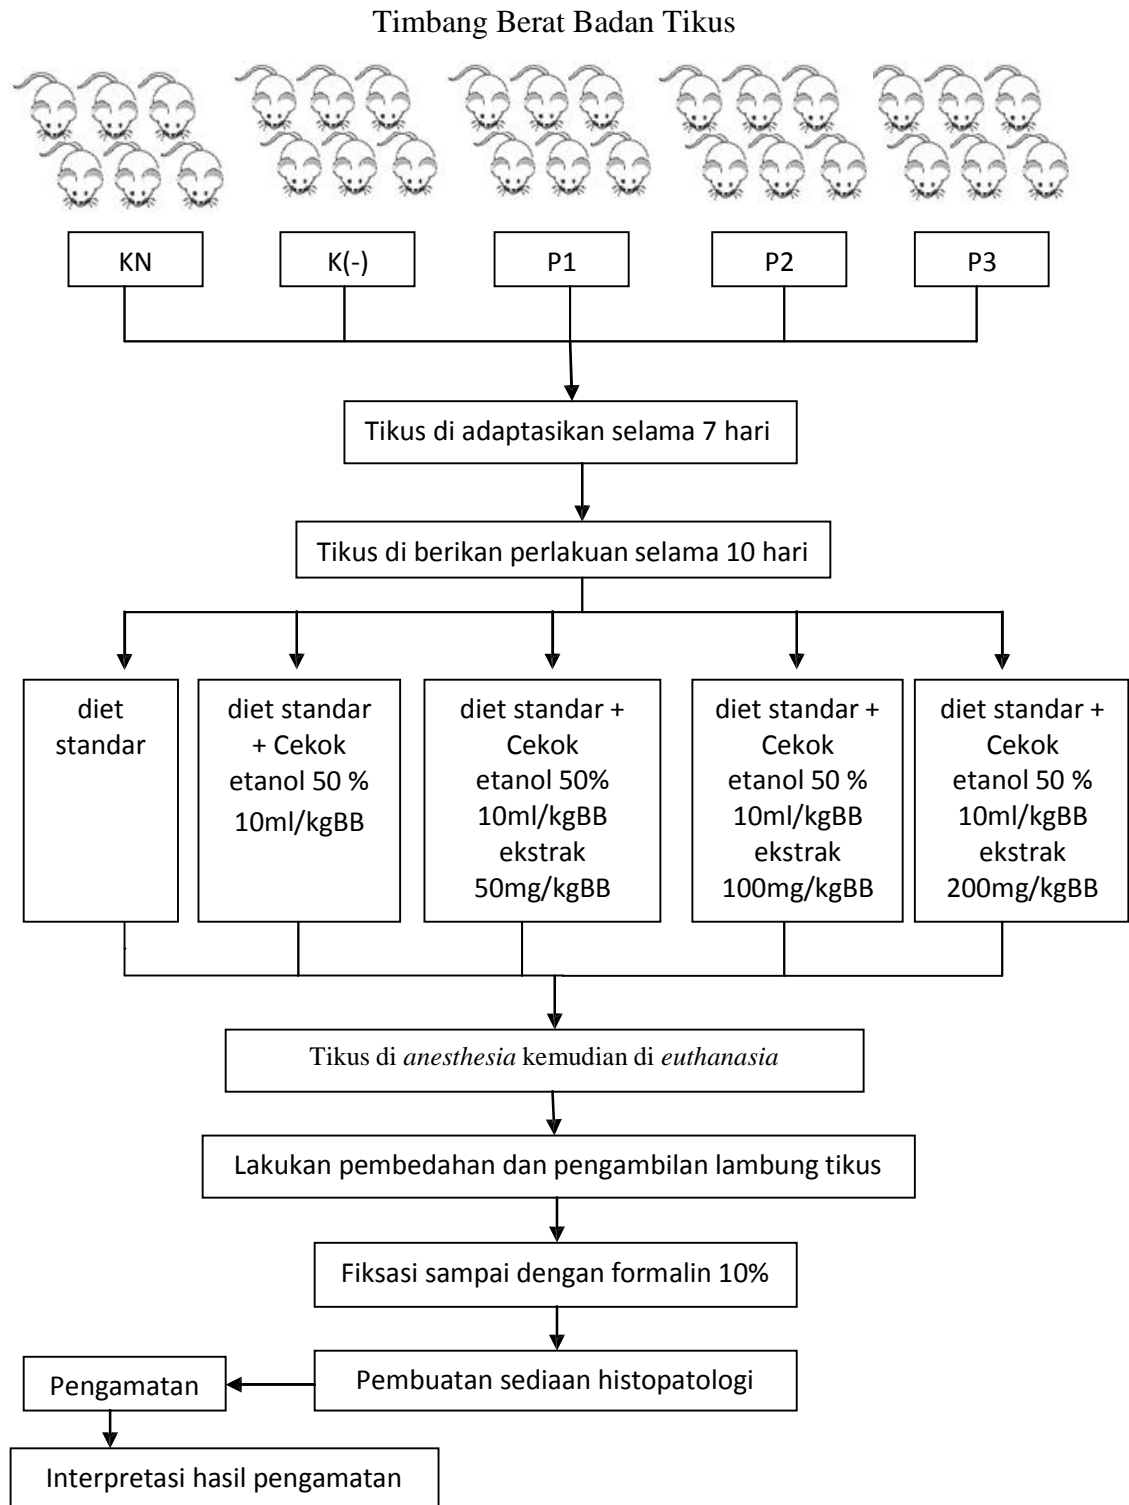 Timbang Berat Badan Tikus
KN
K(-)
P1
P2
P3
Tikus di adaptasikan selama 7 hari
Tikus di berikan perlakuan selama 10 hari
diet
standar
diet standar
+ Cekok
etanol 50 %
10ml/kgBB
diet standar +
Cekok
etanol 50%
10ml/kgBB
ekstrak
50mg/kgBB
diet standar +
Cekok
etanol 50 %
10ml/kgBB
ekstrak
100mg/kgBB
diet standar +
Cekok
etanol 50 %
10ml/kgBB
ekstrak
200mg/kgBB
Tikus di anesthesia kemudian di euthanasia
Lakukan pembedahan dan pengambilan lambung tikus
Fiksasi sampai dengan formalin 10%
Pembuatan sediaan histopatologi
Pengamatan
Interpretasi hasil pengamatan